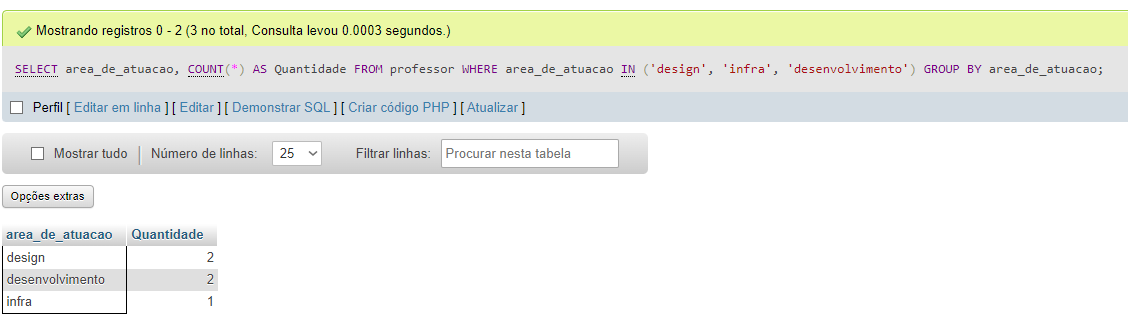 Mostrando registros 0 - 2 (3 no total, Consulta levou 0.0003 segundos.)
SELECT area_de_atuacao, COUNT(*) AS Quantidade FROM professor WHERE area_de_atuacao IN ('design', 'infra', 'desenvolvimento') GROUP BY area_de_atuacao;
Perfil [ Editar em linha ] [ Editar ] [ Demonstrar SQL ] [ Criar código PHP ] [ Atualizar ]
Mostrar tudo | Número de linhas: 25 Filtrar linhas: Procurar nesta tabela
Opções extras
area_de_atuacao Quantidade
design 2
desenvolvimento 2
infra 1